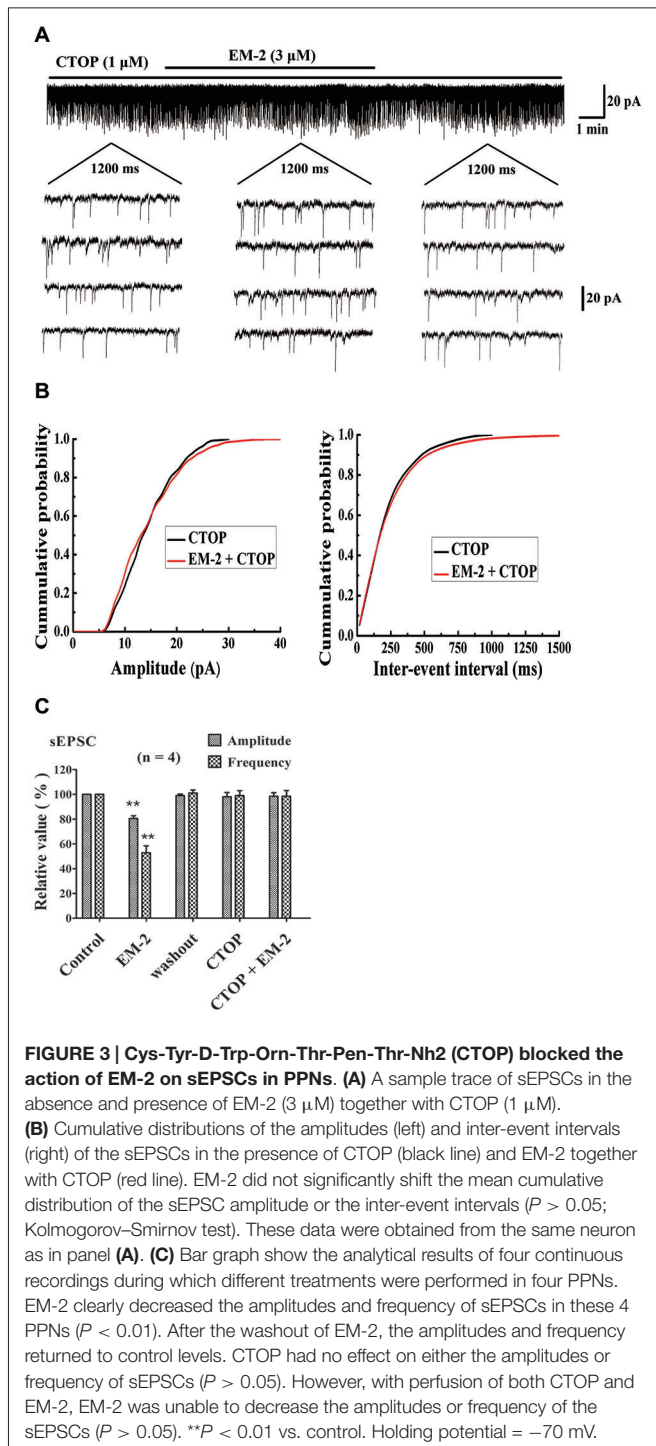 A
CTOP (1 µM)
EM-2 (3 µM)
20 pA
1 min
1200 ms
1200 ms
1200 ms
20 pA
B
Cummulative probability
1.0
0.8
0.6
0.4
0.2
0.0
CTOP
EM-2 + CTOP
0
10
20
30
40
Amplitude (pA)
Cummulative probability
1.0
0.8
0.6
0.4
0.2
0.0
CTOP
EM-2 + CTOP
0
250
500
750
1000
1250
1500
Inter-event interval (ms)
C
sEPSC
(n = 4)
Amplitude
Frequency
Relative value ( % )
120
100
80
60
40
20
0
**
**
Control
EM-2
washout
CTOP
CTOP + EM-2
FIGURE 3 | Cys-Tyr-D-Trp-Orn-Thr-Pen-Thr-Nh2 (CTOP) blocked the
action of EM-2 on sEPSCs in PPNs. (A) A sample trace of sEPSCs in the
absence and presence of EM-2 (3 µM) together with CTOP (1 µM).
(B) Cumulative distributions of the amplitudes (left) and inter-event intervals
(right) of the sEPSCs in the presence of CTOP (black line) and EM-2 together
with CTOP (red line). EM-2 did not significantly shift the mean cumulative
distribution of the sEPSC amplitude or the inter-event intervals (P > 0.05;
Kolmogorov–Smirnov test). These data were obtained from the same neuron
as in panel (A). (C) Bar graph show the analytical results of four continuous
recordings during which different treatments were performed in four PPNs.
EM-2 clearly decreased the amplitudes and frequency of sEPSCs in these 4
PPNs (P < 0.01). After the washout of EM-2, the amplitudes and frequency
returned to control levels. CTOP had no effect on either the amplitudes or
frequency of sEPSCs (P > 0.05). However, with perfusion of both CTOP and
EM-2, EM-2 was unable to decrease the amplitudes or frequency of the
sEPSCs (P > 0.05). **P < 0.01 vs. control. Holding potential = −70 mV.